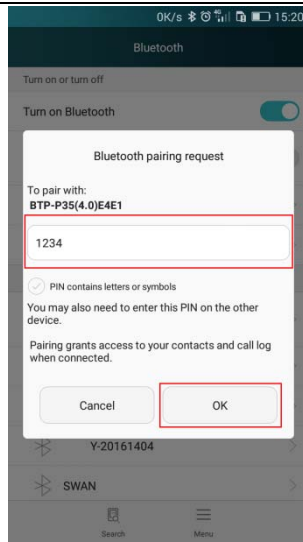 0K/s 4G 15:20
Bluetooth
Turn on or turn off
Turn on Bluetooth
Bluetooth pairing request
To pair with:
BTP-P35(4.0)E4E1
1234
PIN contains letters or symbols
You may also need to enter this PIN on the other
device.
Pairing grants access to your contacts and call log
when connected.
Cancel OK
Y-20161404
SWAN
Search Menu